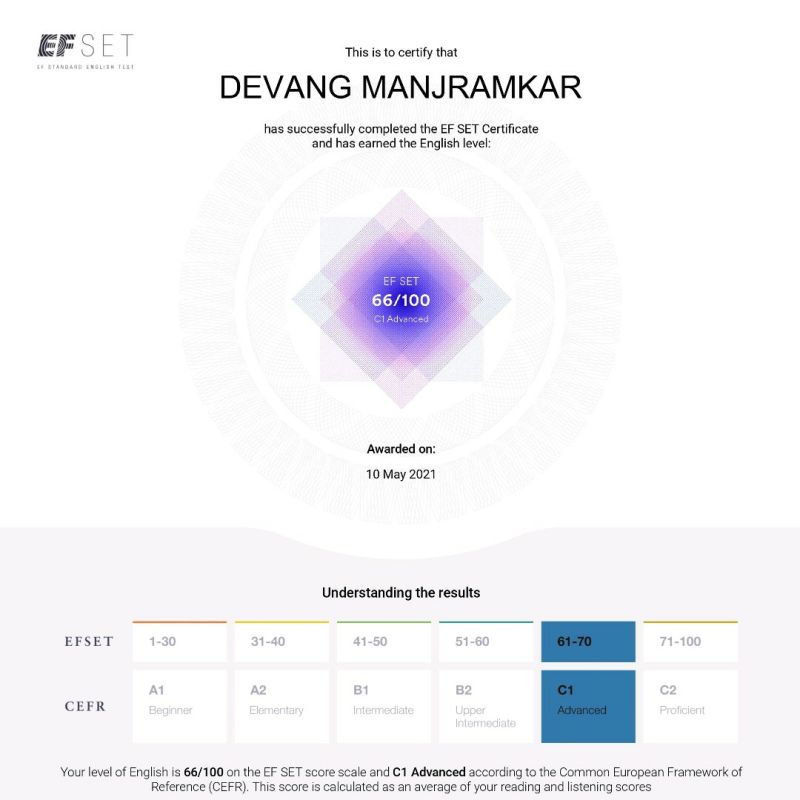 EF SET
EF STANDARD ENGLISH TEST
This is to certify that
DEVANG MANJRAMKAR
has successfully completed the EF SET Certificate
and has earned the English level:
EF SET
66/100
C1 Advanced
Awarded on:
10 May 2021
Understanding the results
EFSET 1-30 31-40 41-50 51-60 61-70 71-100
CEFR
A1 A2 B1 B2 C1 C2
Beginner Elementary Intermediate Upper Advanced Proficient
Intermediate
Your level of English is 66/100 on the EF SET score scale and C1 Advanced according to the Common European Framework of
Reference (CEFR). This score is calculated as an average of your reading and listening scores